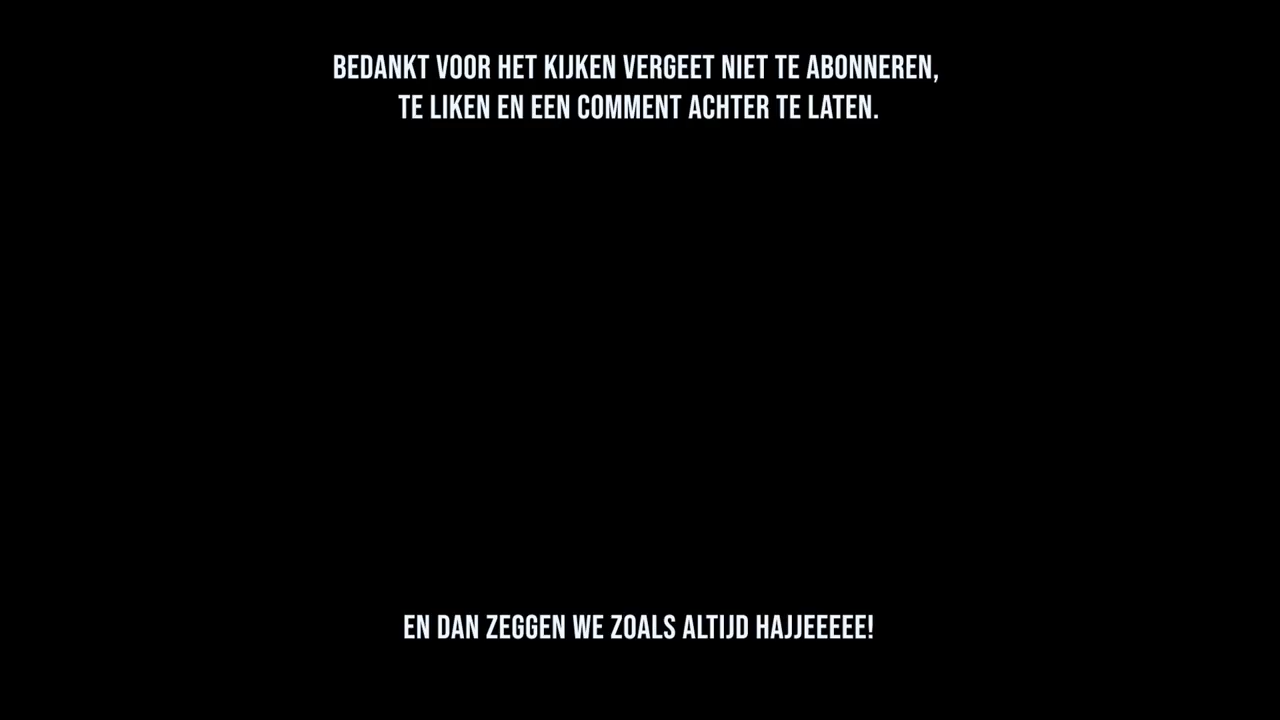 BEDANKT VOOR HET KIJKEN VERGEET NIET TE ABONNEREN,
TE LIKEN EN EEN COMMENT ACHTER TE LATEN.
EN DAN ZEGGEN WE ZOALS ALTIJD HAJJEEEEE!